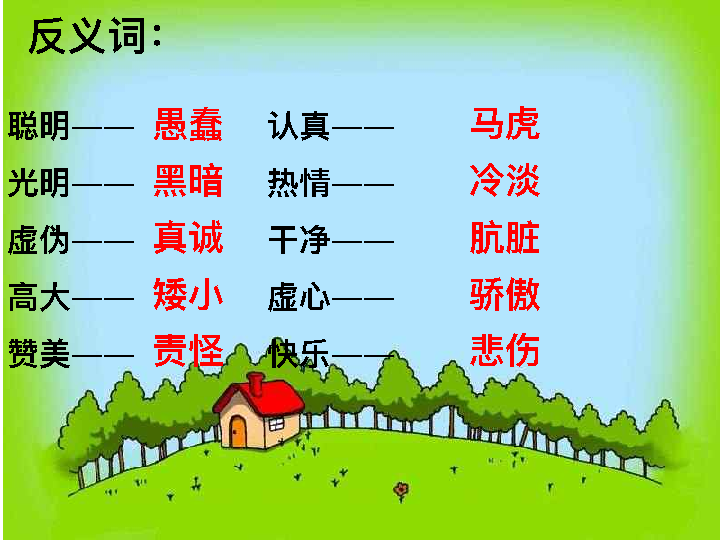 反义词：
聪明—— 愚蠢 认真—— 马虎
光明—— 黑暗 热情—— 冷淡
虚伪—— 真诚 干净—— 肮脏
高大—— 矮小 虚心—— 骄傲
赞美—— 责怪 快乐—— 悲伤